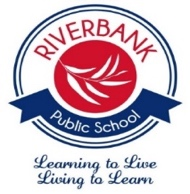 RIVERBANK
Public School
Learning to Live
Living to Learn